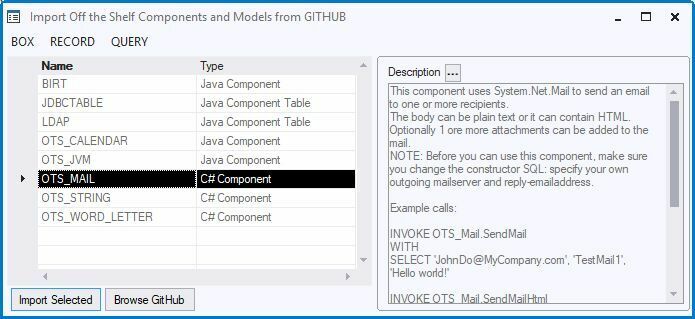 Import Off the Shelf Components and Models from GITHUB
BOX RECORD QUERY
Name Type
BIRT Java Component
JDBCTABLE Java Component Table
LDAP Java Component Table
OTS_CALENDAR Java Component
OTS_JVM Java Component
OTS_MAIL C# Component
OTS_STRING C# Component
OTS_WORD_LETTER C# Component
Import Selected Browse GitHub
Description ...
This component uses System.Net.Mail to send an email
to one or more recipients.
The body can be plain text or it can contain HTML.
Optionally 1 ore more attachments can be added to the
mail.
NOTE: Before you can use this component, make sure
you change the constructor SQL: specify your own
outgoing mailserver and reply-emailaddress.
Example calls:
INVOKE OTS_Mail.SendMail
WITH
SELECT 'JohnDo@MyCompany.com', 'TestMail1',
'Hello world!'
INVOKE OTS_Mail.SendMailHtml